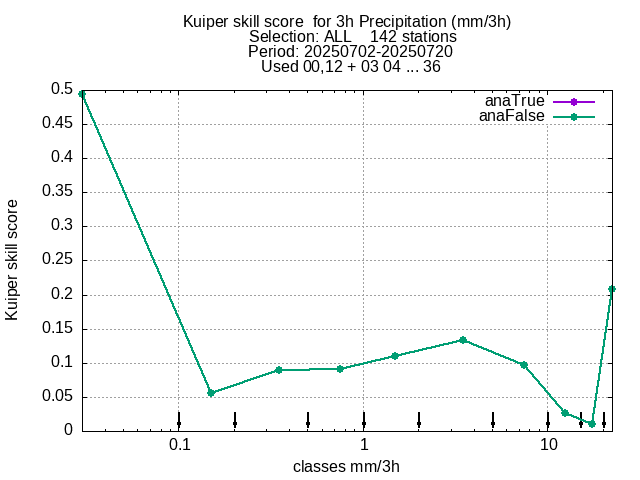 Kuiper skill score  for 3h Precipitation (mm/3h)
Selection: ALL    142 stations
Period: 20250702-20250720
Used 00,12 + 03 04 ... 36
anaTrue
anaFalse
0.5
0.45
0.4
0.35
0.3
0.25
0.2
0.15
0.1
0.05
0
Kuiper skill score
0.1 1 10
classes mm/3h